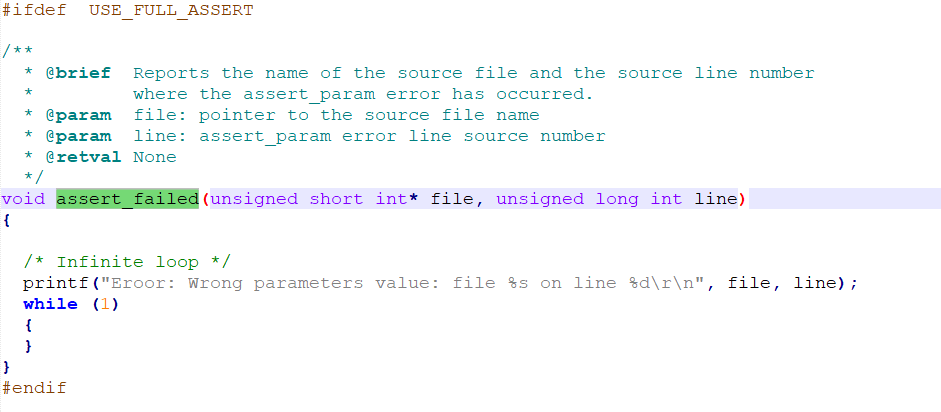 #ifdef  USE_FULL_ASSERT
/**
  * @brief  Reports the name of the source file and the source line number
  *         where the assert_param error has occurred.
  * @param  file: pointer to the source file name
  * @param  line: assert_param error line source number
  * @retval None
  */
void assert_failed(unsigned short int* file, unsigned long int line)
{
  /* Infinite loop */
  printf("Eroor: Wrong parameters value: file %s on line %d\r\n", file, line);
  while (1)
  {
  }
}
#endif